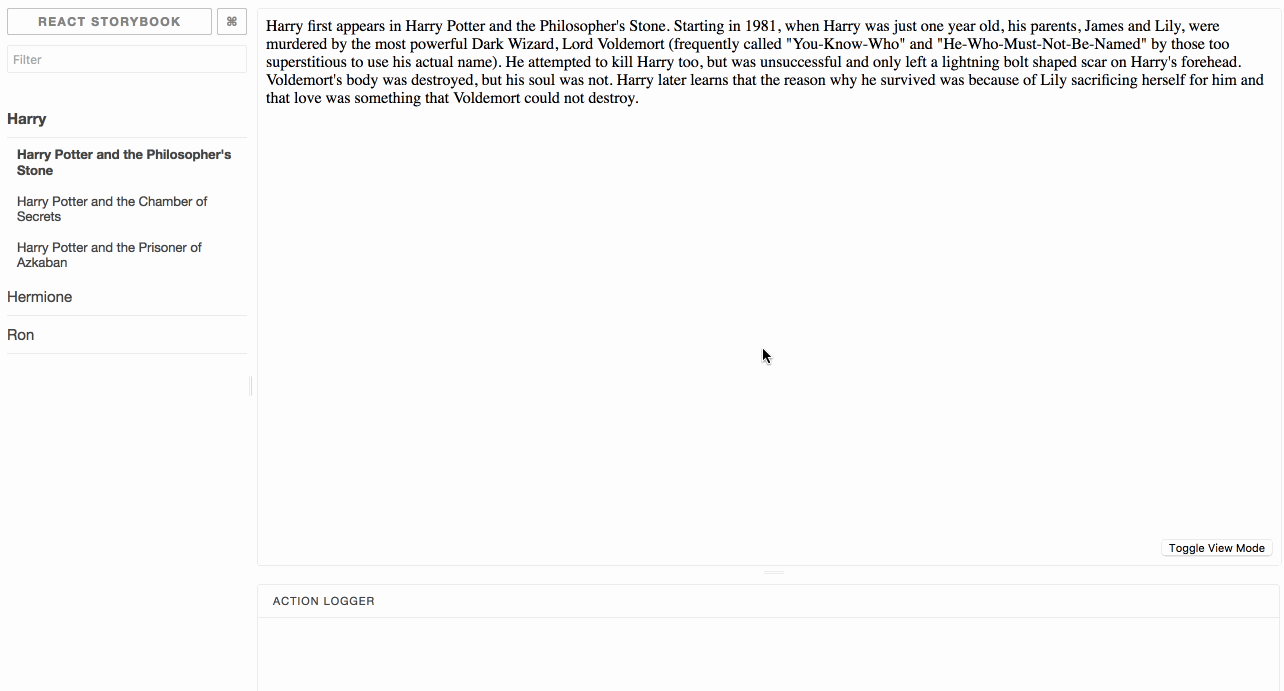 REACT STORYBOOK ⌘
Filter
Harry
Harry Potter and the Philosopher's
Stone
Harry Potter and the Chamber of
Secrets
Harry Potter and the Prisoner of
Azkaban
Hermione
Ron
Harry first appears in Harry Potter and the Philosopher's Stone. Starting in 1981, when Harry was just one year old, his parents, James and Lily, were
murdered by the most powerful Dark Wizard, Lord Voldemort (frequently called "You-Know-Who" and "He-Who-Must-Not-Be-Named" by those too
superstitious to use his actual name). He attempted to kill Harry too, but was unsuccessful and only left a lightning bolt shaped scar on Harry's forehead.
Voldemort's body was destroyed, but his soul was not. Harry later learns that the reason why he survived was because of Lily sacrificing herself for him and
that love was something that Voldemort could not destroy.
Toggle View Mode
ACTION LOGGER